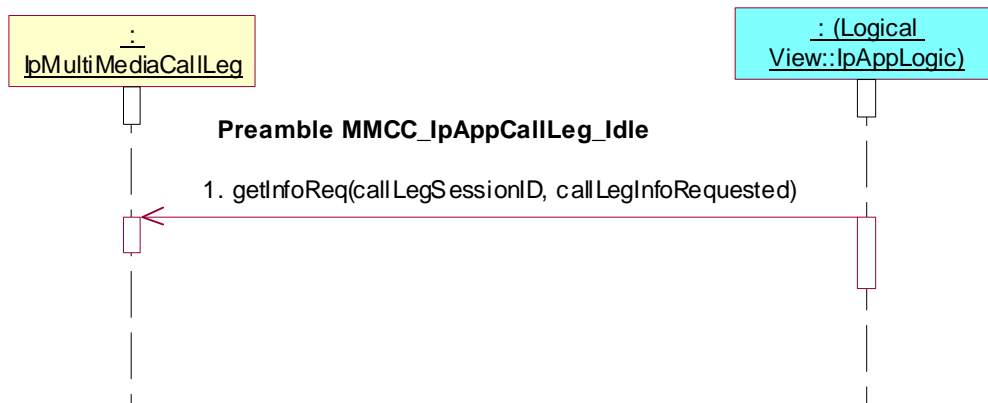 :
IpMultiMediaCallLeg
: (Logical
View::IpAppLogic)
Preamble MMCC_IpAppCallLeg_Idle
1. getInfoReq(callLegSessionID, callLegInfoRequested)